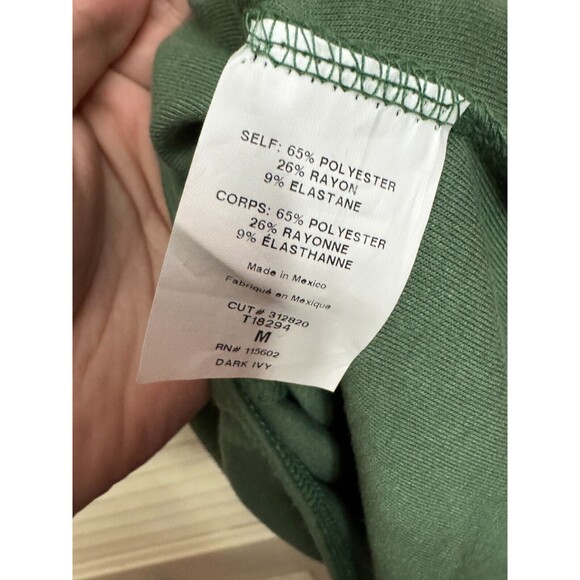 SELF: 65% POLYESTER
26% RAYON
9% ELASTANE
CORPS: 65% POLYESTER
26% RAYONNE
9% ÉLASTHANNE
Made in Mexico
Fabriqué en Mexique
CUT# 312820
T18294
M
RN# 115602
DARK IVY